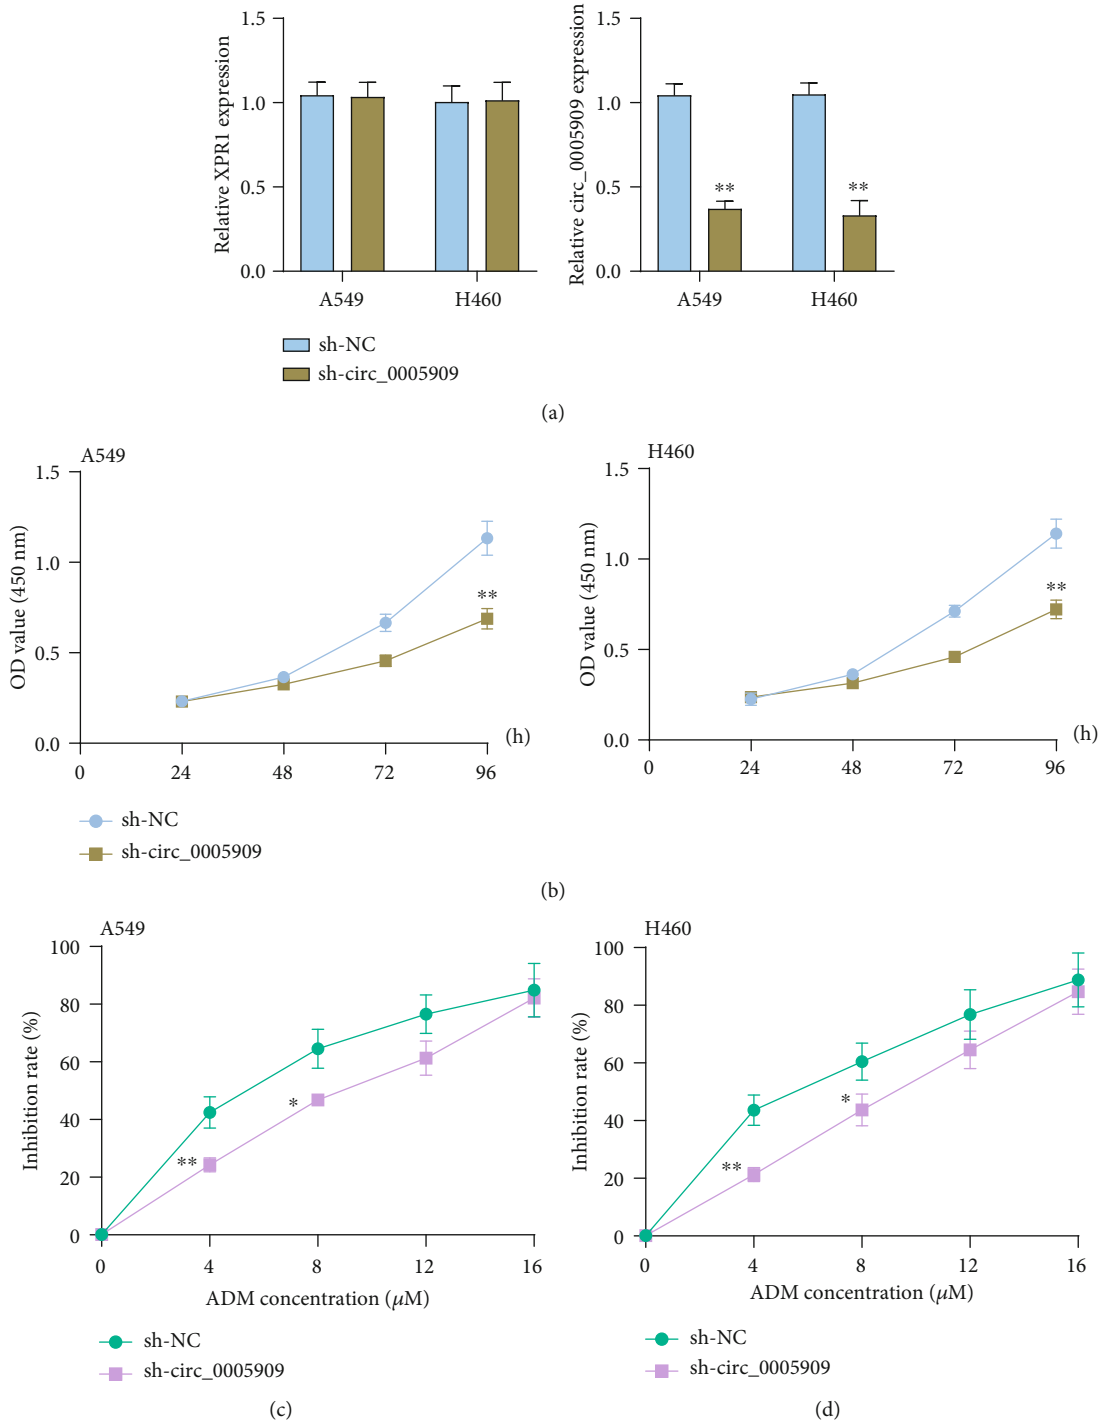 Relative XPR1 expression
1.5
1.0
0.5
0.0
A549
H460
Relative circ_0005909 expression
1.5
1.0
0.5
0.0
**
**
A549
H460
sh-NC
sh-circ_0005909
(a)
A549
OD value (450 nm)
1.5
1.0
0.5
0.0
**
(h)
0 24 48 72 96
H460
OD value (450 nm)
1.5
1.0
0.5
0.0
**
(h)
0 24 48 72 96
sh-NC
sh-circ_0005909
(b)
A549
Inhibition rate (%)
100
80
60
40
20
0
**
*
0 4 8 12 16
ADM concentration (μM)
sh-NC
sh-circ_0005909
(c)
H460
Inhibition rate (%)
100
80
60
40
20
0
**
*
0 4 8 12 16
ADM concentration (μM)
sh-NC
sh-circ_0005909
(d)